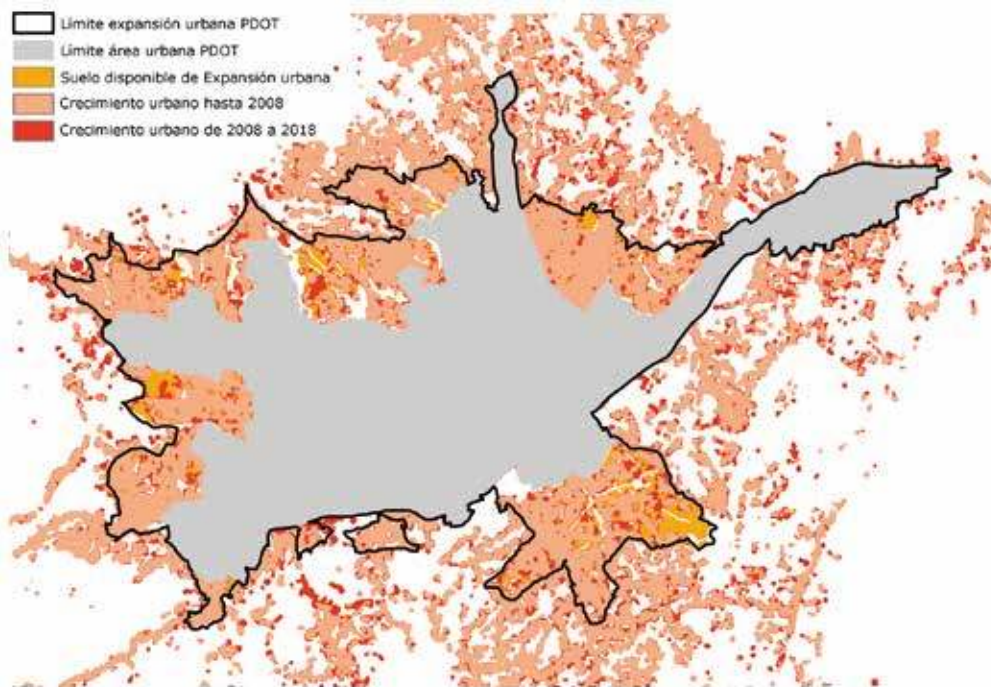 Límite expansión urbana PDOT
Límite área urbana PDOT
Suelo disponible de Expansión urbana
Crecimiento urbano hasta 2008
Crecimiento urbano de 2008 a 2018